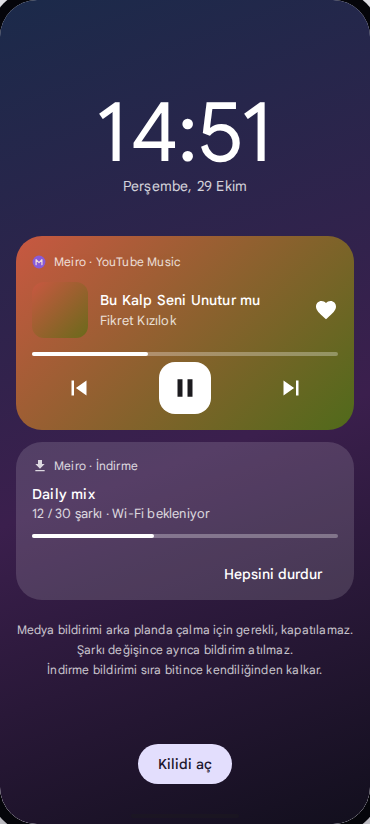 14:51
Perşembe, 29 Ekim
Meiro · YouTube Music
Bu Kalp Seni Unutur mu
Fikret Kızılok
Meiro · İndirme
Daily mix
12 / 30 şarkı · Wi-Fi bekleniyor
Hepsini durdur
Medya bildirimi arka planda çalma için gerekli, kapatılamaz.
Şarkı değişince ayrıca bildirim atılmaz.
İndirme bildirimi sıra bitince kendiliğinden kalkar.
Kilidi aç